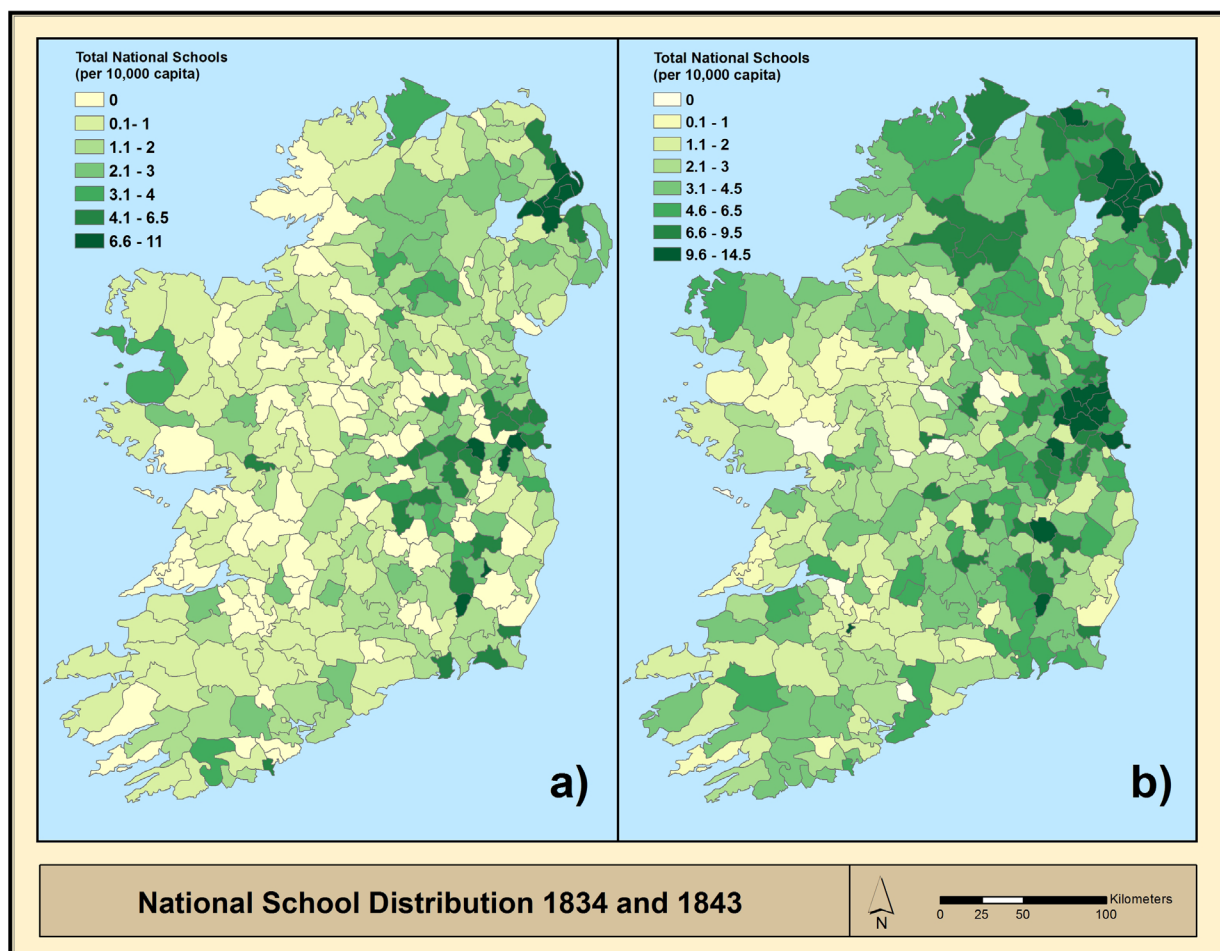 Total National Schools
(per 10,000 capita)
0
0.1- 1
1.1 - 2
2.1 - 3
3.1 - 4
4.1 - 6.5
6.6 - 11
a)
Total National Schools
(per 10,000 capita)
0
0.1 - 1
1.1 - 2
2.1 - 3
3.1 - 4.5
4.6 - 6.5
6.6 - 9.5
9.6 - 14.5
b)
National School Distribution 1834 and 1843
N
Kilometers
0 25 50 100